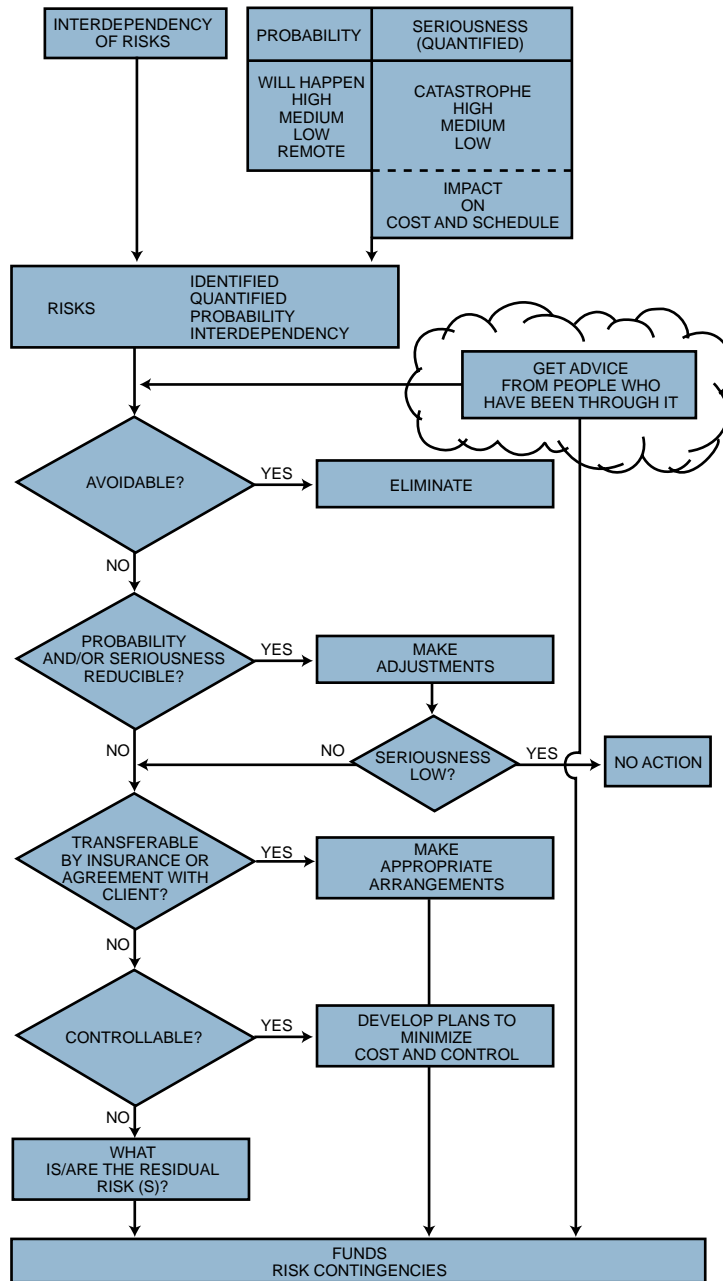 INTERDEPENDENCY
OF RISKS
PROBABILITY
SERIOUSNESS
(QUANTIFIED)
WILL HAPPEN
HIGH
MEDIUM
LOW
REMOTE
CATASTROPHE
HIGH
MEDIUM
LOW
IMPACT
ON
COST AND SCHEDULE
RISKS
IDENTIFIED
QUANTIFIED
PROBABILITY
INTERDEPENDENCY
GET ADVICE
FROM PEOPLE WHO
HAVE BEEN THROUGH IT
AVOIDABLE?
YES
ELIMINATE
NO
PROBABILITY
AND/OR SERIOUSNESS
REDUCIBLE?
YES
MAKE
ADJUSTMENTS
NO
NO
SERIOUSNESS
LOW?
YES
NO ACTION
TRANSFERABLE
BY INSURANCE OR
AGREEMENT WITH
CLIENT?
YES
MAKE
APPROPRIATE
ARRANGEMENTS
NO
CONTROLLABLE?
YES
DEVELOP PLANS TO
MINIMIZE
COST AND CONTROL
NO
WHAT
IS/ARE THE RESIDUAL
RISK (S)?
FUNDS
RISK CONTINGENCIES